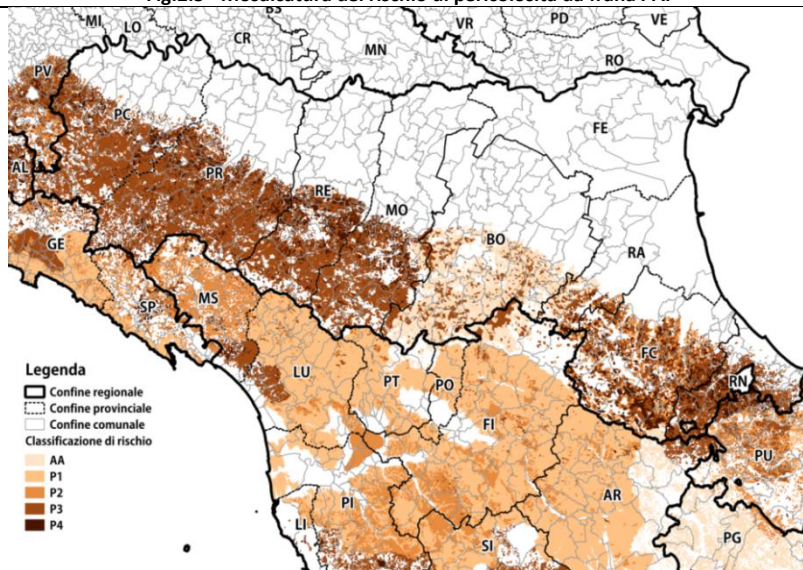 MI
LO
CR
BS
MN
VR
PD
VE
RO
PV
PC
AL
PR
RE
MO
FE
GE
BO
RA
SP
MS
LU
PT
PO
FI
FC
RN
PU
Legenda
Confine regionale
Confine provinciale
Confine comunale
Classificazione di rischio
AA
P1
P2
P3
P4
PI
LI
SI
AR
PG